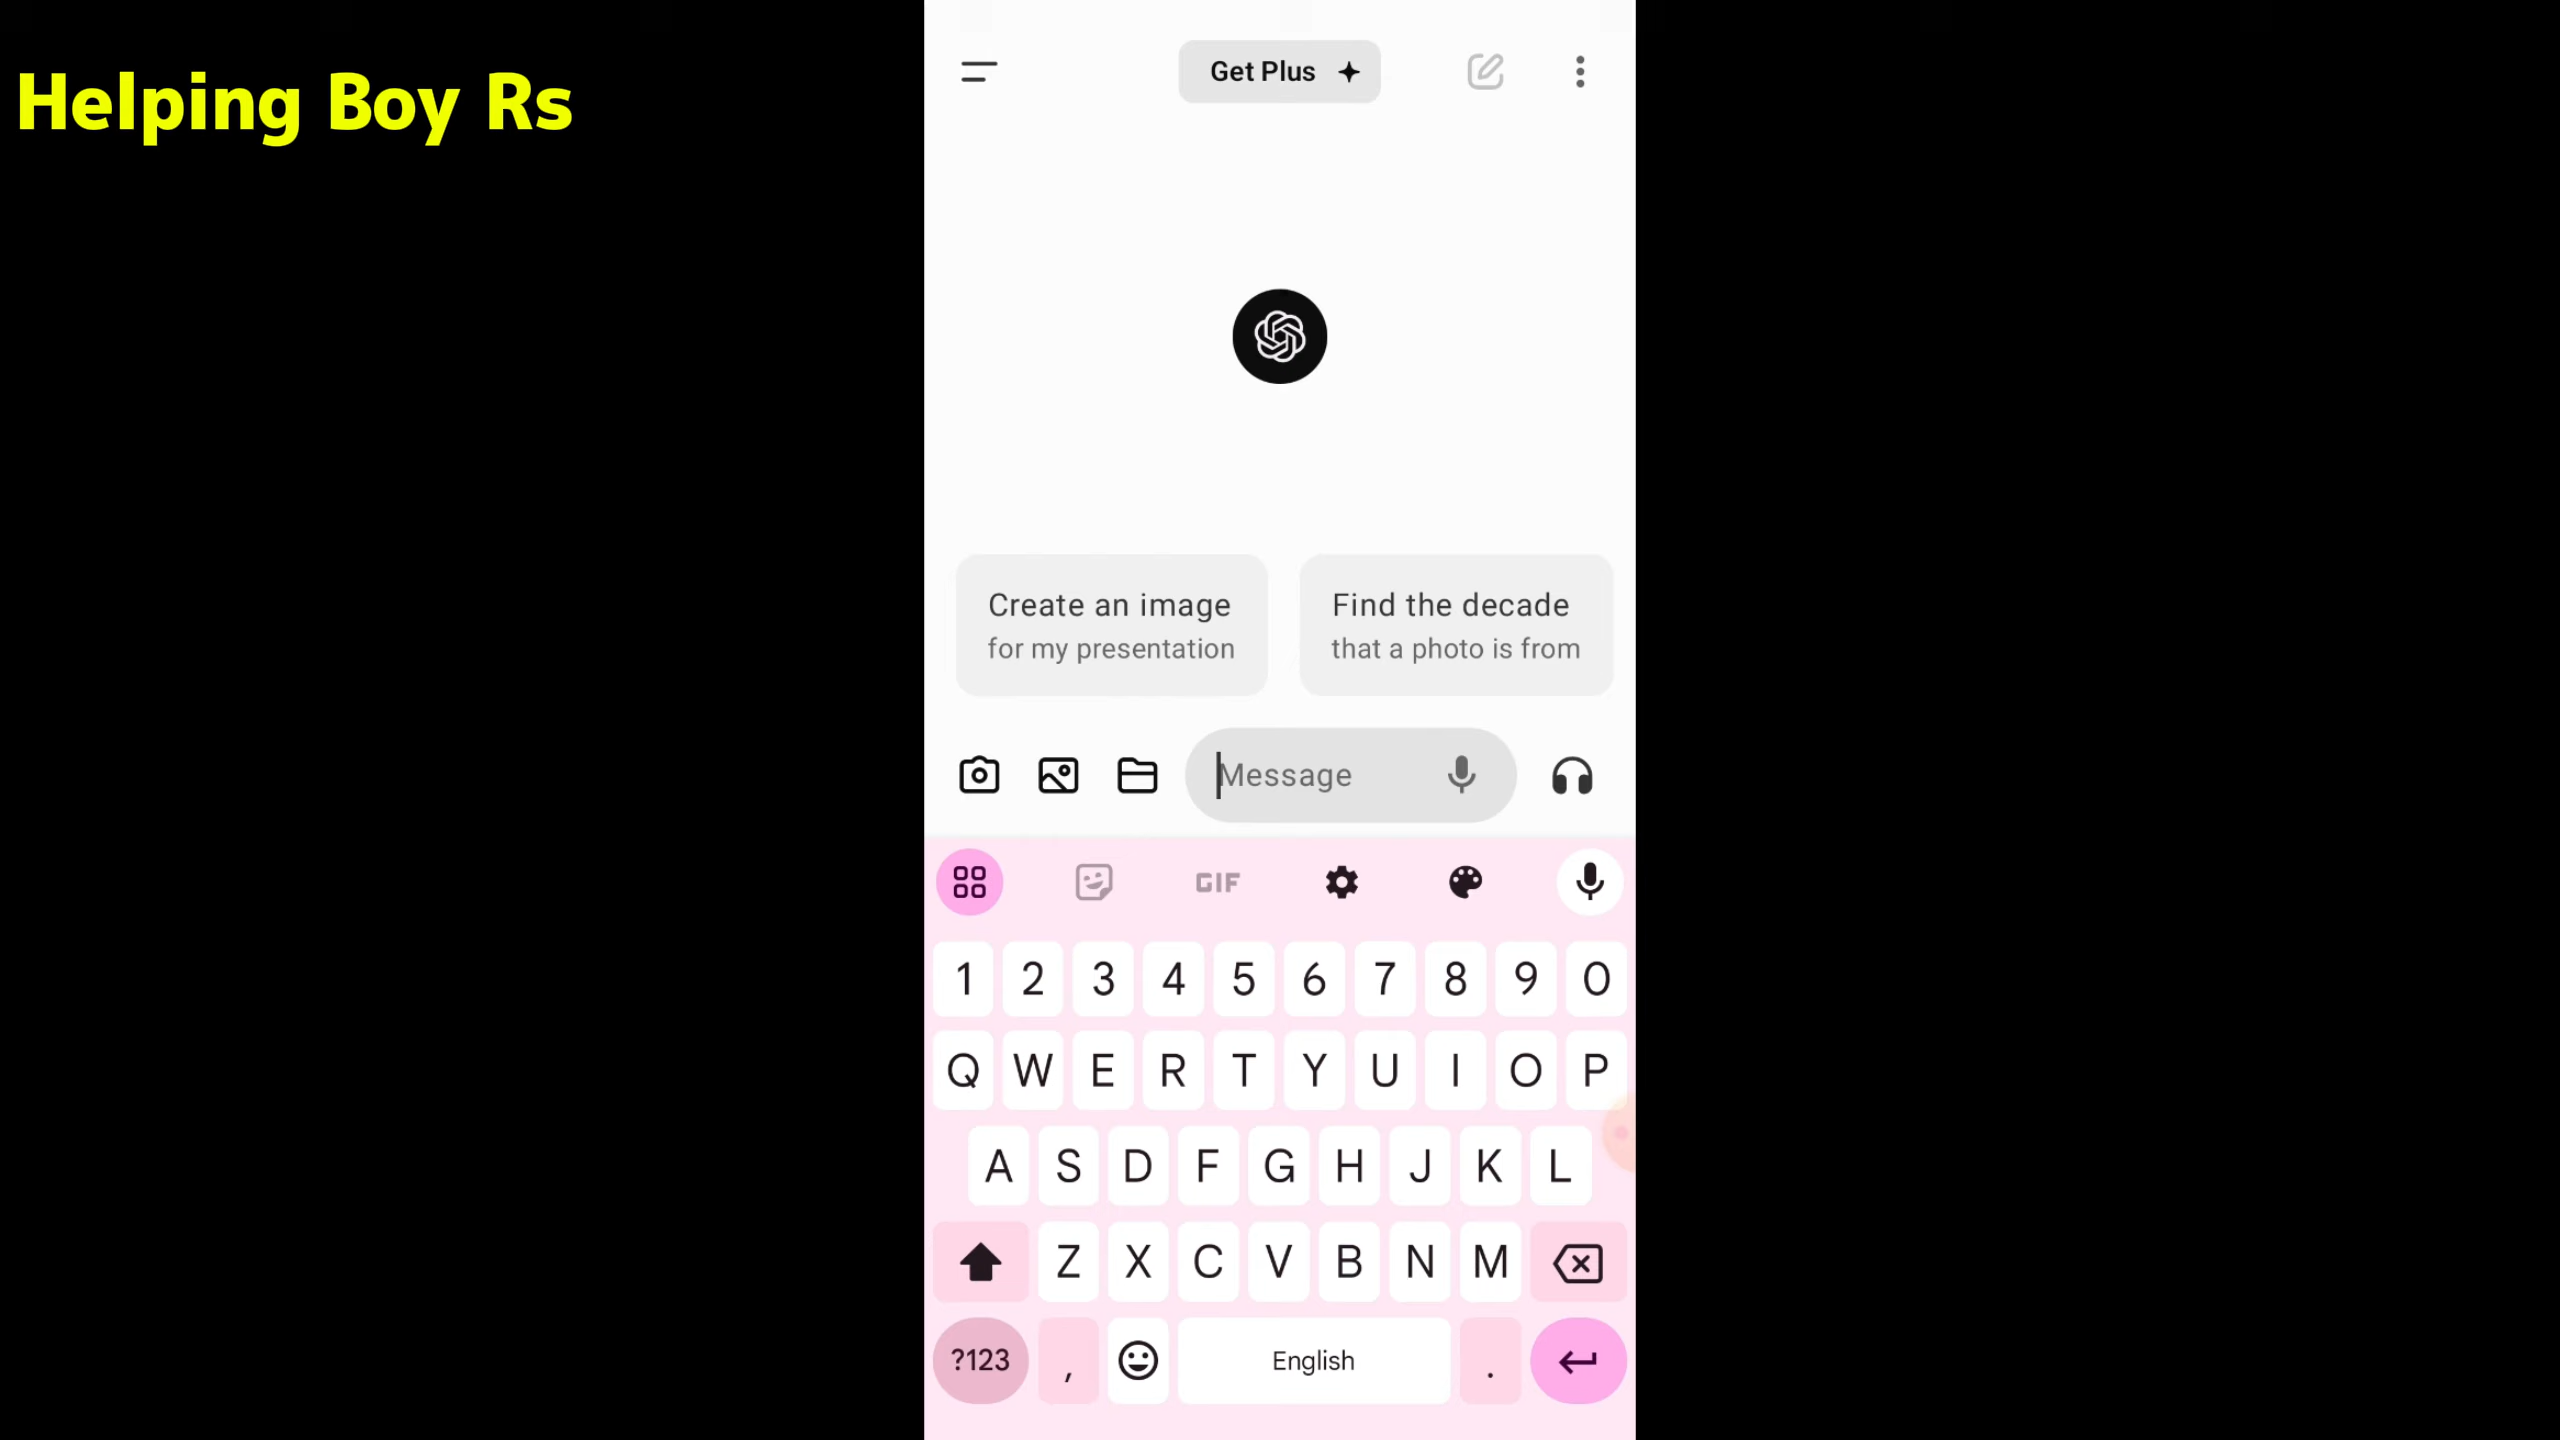 Helping Boy Rs
Get Plus
Create an image
for my presentation
Find the decade
that a photo is from
Message
GIF
1 2 3 4 5 6 7 8 9 0
Q W E R T Y U I O P
A S D F G H J K L
Z X C V B N M
?123 , English .